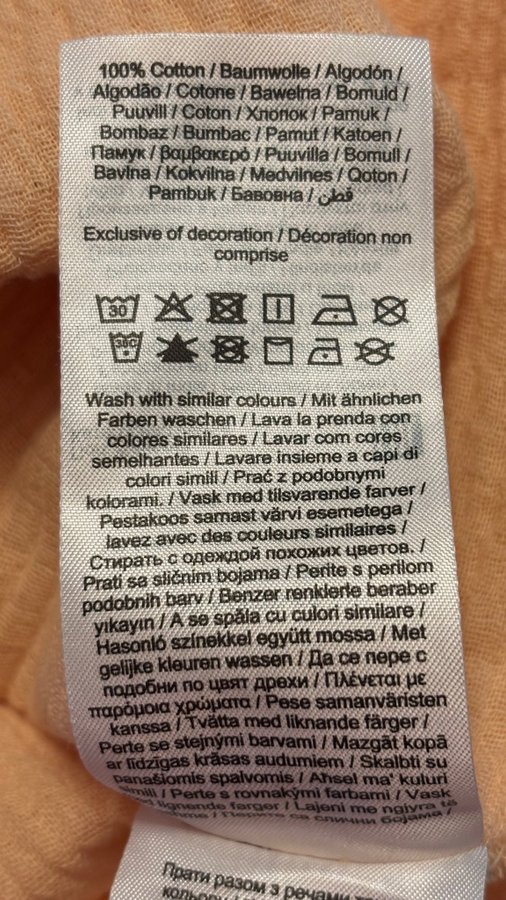 100% Cotton / Baumwolle / Algodón /
Algodão / Cotone / Bawełna / Bomuld /
Puuvill / Coton / Хлопок / Pamuk /
Bombaz / Bumbac / Pamut / Katoen /
Памук / βαμβακερό / Puuvilla / Bomull /
Bavlna / Kokvilna / Medvilnes / Qoton /
Pambuk / Бавовна / قطن
Exclusive of decoration / Décoration non
comprise
30
30C
Wash with similar colours / Mit ähnlichen
Farben waschen / Lava la prenda con
colores similares / Lavar com cores
semelhantes / Lavare insieme a capi di
colori simili / Prać z podobnymi
kolorami. / Vask med tilsvarende farver /
Pestakoos samast värvi esemetega /
lavez avec des couleurs similaires /
Стирать с одеждой похожих цветов. /
Prati sa sličnim bojama / Perite s perilom
podobnih barv / Benzer renklerle beraber
yıkayın / A se spăla cu culori similare /
Hasonló színekkel együtt mossa / Met
gelijke kleuren wassen / Да се пере с
подобни по цвят дрехи / Πλένεται με
παρόμοια χρώματα / Pese samanväristen
kanssa / Tvätta med liknande färger /
Perte se stejnými barvami / Mazgāt kopā
ar līdzīgas krāsas audumiem / Skalbti su
panašiomis spalvomis / Aħsel ma' kuluri
simili / Perte s rovnakými farbami / Vask
med lignende farger / Lajeni me ngjyra të
/ Перите са слични бојама /
Прати разом з речами
кольору